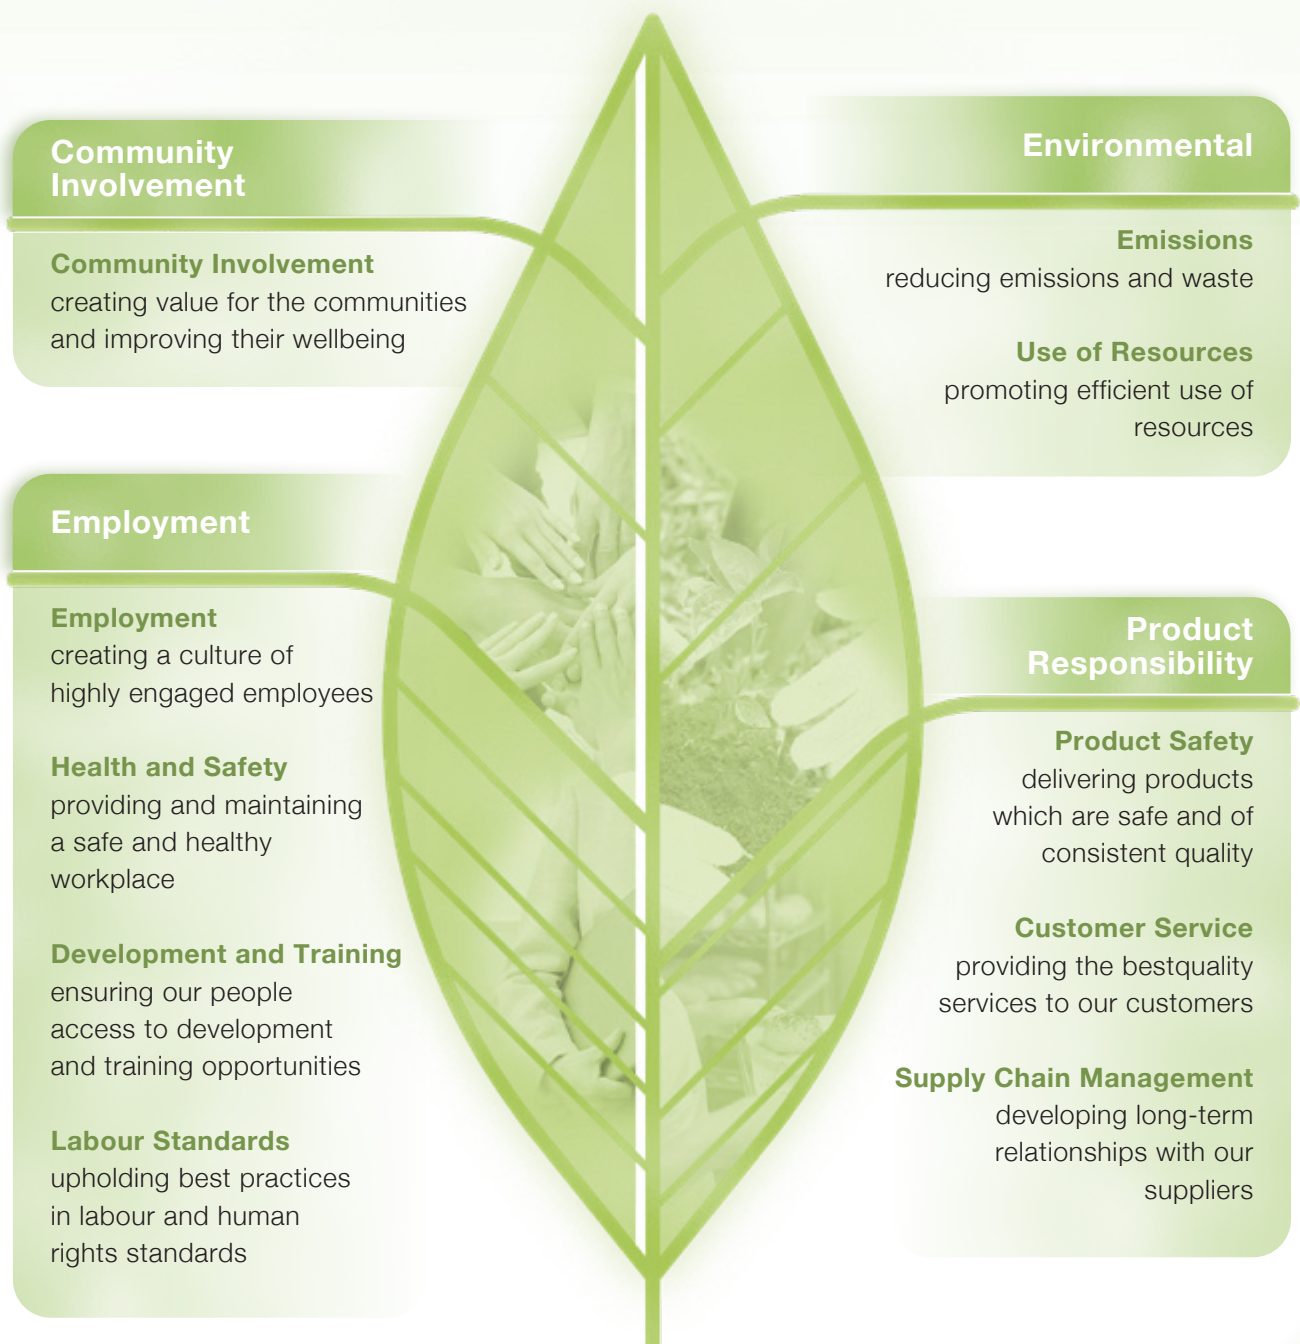 Community
Involvement
Community Involvement
creating value for the communities
and improving their wellbeing
Employment
Employment
creating a culture of
highly engaged employees
Health and Safety
providing and maintaining
a safe and healthy
workplace
Development and Training
ensuring our people
access to development
and training opportunities
Labour Standards
upholding best practices
in labour and human
rights standards
Environmental
Emissions
reducing emissions and waste
Use of Resources
promoting efficient use of
resources
Product
Responsibility
Product Safety
delivering products
which are safe and of
consistent quality
Customer Service
providing the bestquality
services to our customers
Supply Chain Management
developing long-term
relationships with our
suppliers